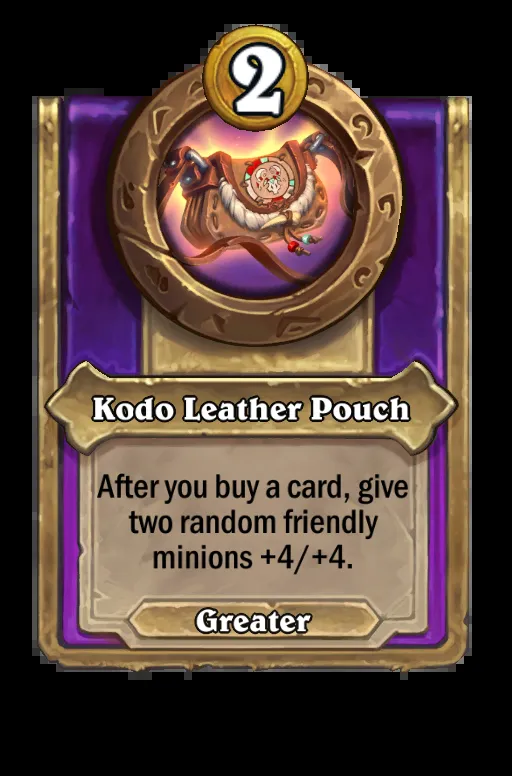 2
Kodo Leather Pouch
After you buy a card, give
two random friendly
minions +4/+4.
Greater